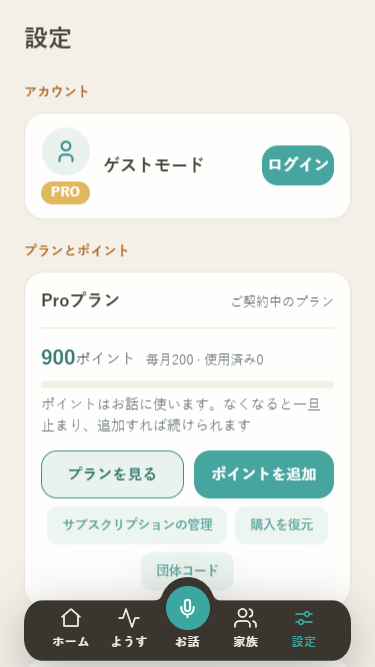 設定
アカウント
PRO
ゲストモード
ログイン
プランとポイント
Proプラン
ご契約中のプラン
900ポイント 毎月200 · 使用済み0
ポイントはお話に使います。なくなると一旦
止まり、追加すれば続けられます
プランを見る
ポイントを追加
サブスクリプションの管理
購入を復元
団体コード
ホーム
ようす
お話
家族
設定